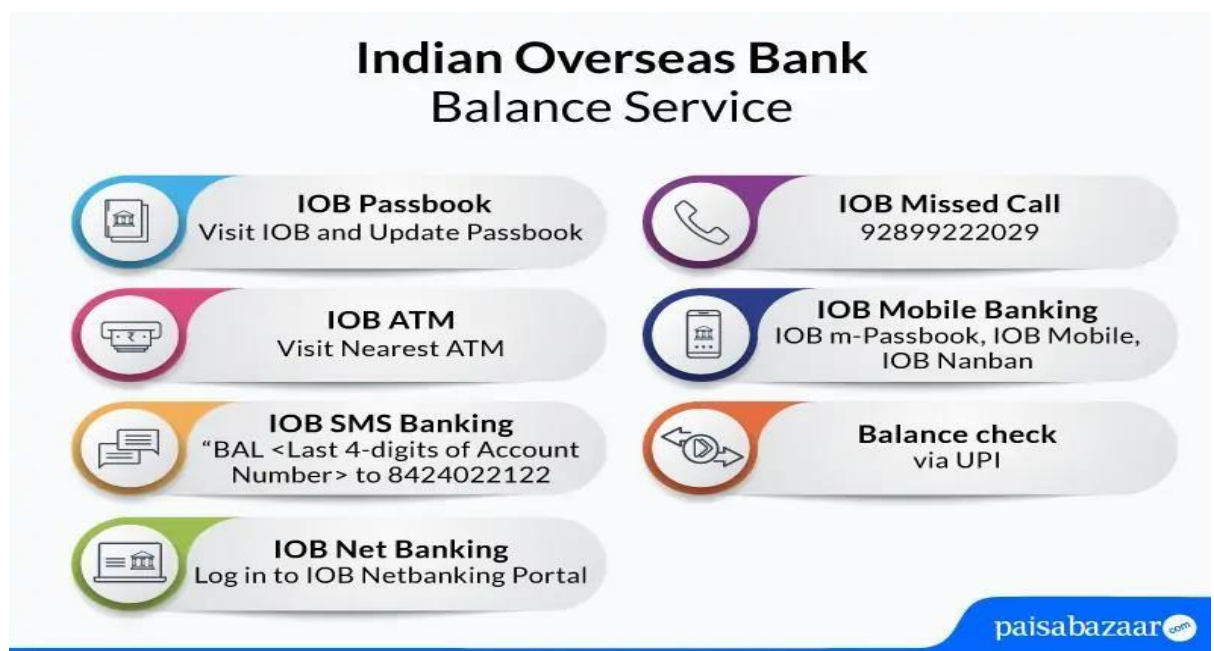 Indian Overseas Bank
Balance Service
IOB Passbook
Visit IOB and Update Passbook
IOB Missed Call
92899222029
IOB ATM
Visit Nearest ATM
IOB Mobile Banking
IOB m-Passbook, IOB Mobile,
IOB Nanban
IOB SMS Banking
“BAL <Last 4-digits of Account
Number> to 8424022122
Balance check
via UPI
IOB Net Banking
Log in to IOB Netbanking Portal
paisabazaar.com